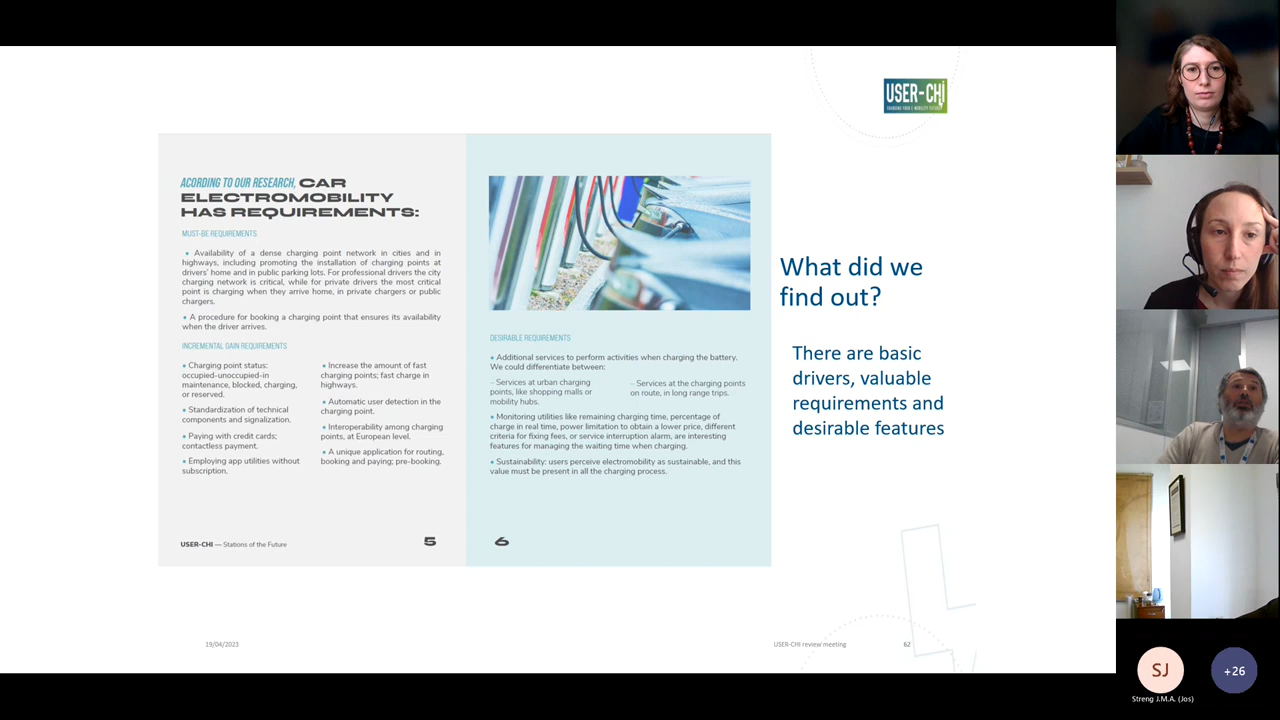 USER-CHI
CHANGING YOUR E-MOBILITY FUTURE
ACORDING TO OUR RESEARCH, CAR
ELECTROMOBILITY
HAS REQUIREMENTS:
MUST-BE REQUIREMENTS
• Availability of a dense charging point network in cities and in
highways, including promoting the installation of charging points at
drivers' home and in public parking lots. For professional drivers the city
charging network is critical, while for private drivers the most critical
point is charging when they arrive home, in private chargers or public
chargers.
• A procedure for booking a charging point that ensures its availability
when the driver arrives.
INCREMENTAL GAIN REQUIREMENTS
• Charging point status:
occupied-unoccupied-in
maintenance, blocked, charging,
or reserved.
• Standardization of technical
components and signalization.
• Paying with credit cards;
contactless payment.
• Employing app utilities without
subscription.
• Increase the amount of fast
charging points; fast charge in
highways.
• Automatic user detection in the
charging point.
• Interoperability among charging
points, at European level.
• A unique application for routing,
booking and paying; pre-booking.
USER-CHI — Stations of the Future
5
DESIRABLE REQUIREMENTS
• Additional services to perform activities when charging the battery.
We could differentiate between:
– Services at urban charging
points, like shopping malls or
mobility hubs.
– Services at the charging points
on route, in long range trips.
• Monitoring utilities like remaining charging time, percentage of
charge in real time, power limitation to obtain a lower price, different
criteria for fixing fees, or service interruption alarm, are interesting
features for managing the waiting time when charging.
• Sustainability: users perceive electromobility as sustainable, and this
value must be present in all the charging process.
6
What did we
find out?
There are basic
drivers, valuable
requirements and
desirable features
19/04/2023
USER-CHI review meeting
62
SJ
+26
Streng J.M.A. (Jos)